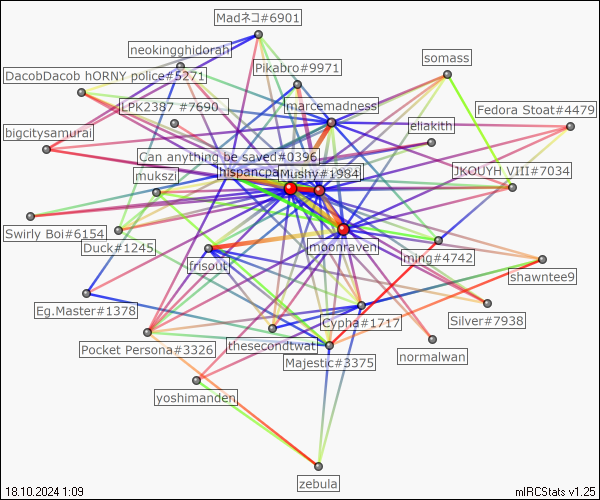 Madネコ#6901
neokingghidorah
somass
Pikabro#9971
DacobDacob hORNY police#5271
LPK2387 #7690
marcemadness
Fedora Stoat#4479
bigcitysamurai
eliakith
Can anything be saved#0396
JKOUYH VIII#7034
mukszi
hispancpa
Mushy#1984
Swirly Boi#6154
Duck#1245
moonraven
ming#4742
frisout
shawntee9
Eg.Master#1378
Cypha#1717
Silver#7938
Pocket Persona#3326
thesecondtwat
normalwan
Majestic#3375
yoshimanden
zebula
18.10.2024 1:09
mIRCStats v1.25